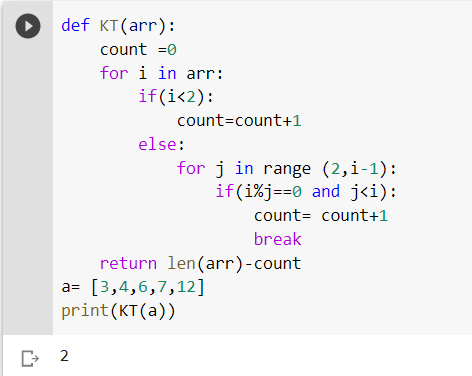 def KT(arr):
    count =0
    for i in arr:
        if(i<2):
            count=count+1
        else:
            for j in range (2,i-1):
                if(i%j==0 and j<i):
                    count= count+1
                    break
    return len(arr)-count
a= [3,4,6,7,12]
print(KT(a))
2